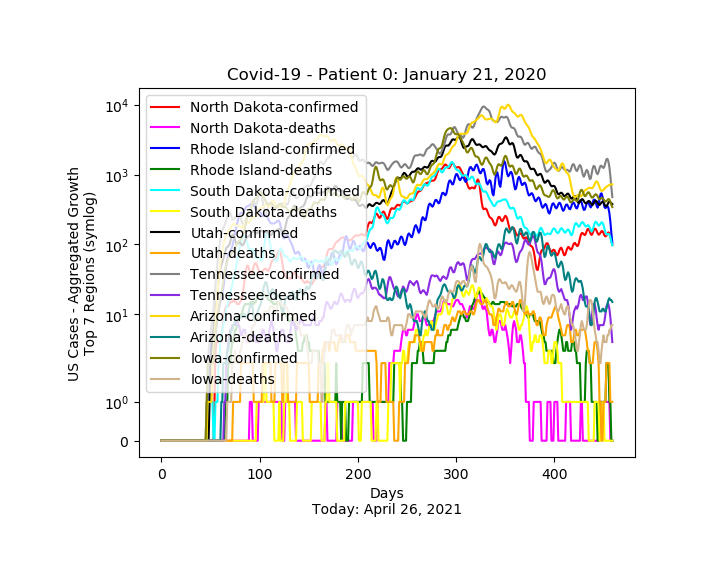 Covid-19 - Patient 0: January 21, 2020
US Cases - Aggregated Growth
Top 7 Regions (symlog)
10^4
10^3
10^2
10^1
10^0
0
North Dakota-confirmed
North Dakota-deaths
Rhode Island-confirmed
Rhode Island-deaths
South Dakota-confirmed
South Dakota-deaths
Utah-confirmed
Utah-deaths
Tennessee-confirmed
Tennessee-deaths
Arizona-confirmed
Arizona-deaths
Iowa-confirmed
Iowa-deaths
0 100 200 300 400
Days
Today: April 26, 2021